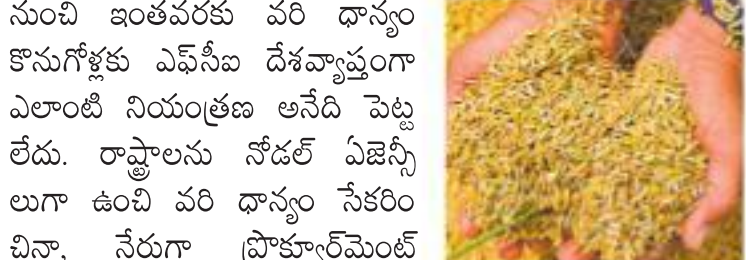 నుంచి ఇంతవరకు వరి ధాన్యం
కొనుగోళ్లకు ఎఫ్‌సీఐ దేశవ్యాప్తంగా
ఎలాంటి నియంత్రణ అనేది పెట్ట
లేదు. రాష్ట్రాలను నోడల్ ఏజెన్సీ
లుగా ఉంచి వరి ధాన్యం సేకరిం
చినా, నేరుగా ప్రొక్యూర్‌మెంట్